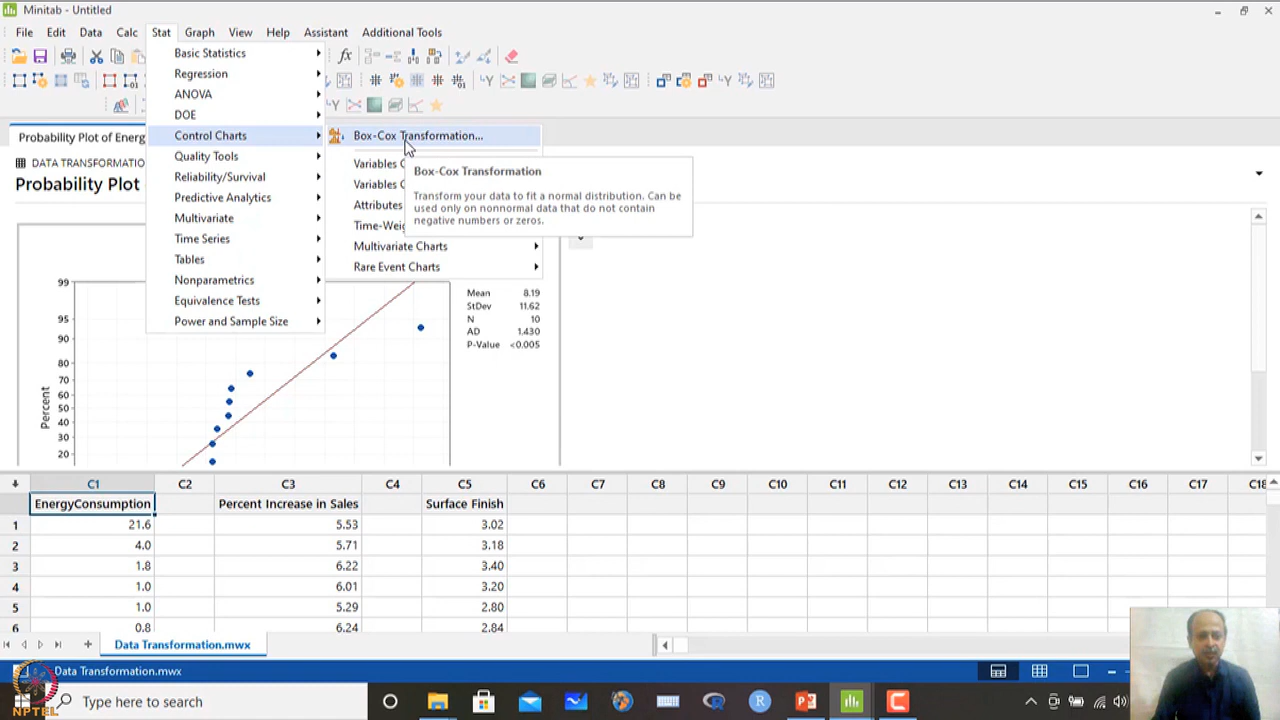 Minitab - Untitled
File Edit Data Calc Stat Graph View Help Assistant Additional Tools
Basic Statistics
Regression
ANOVA
DOE
Control Charts
Quality Tools
Reliability/Survival
Predictive Analytics
Multivariate
Time Series
Tables
Nonparametrics
Equivalence Tests
Power and Sample Size
Box-Cox Transformation...
Variables C
Variables C
Attributes
Time-Weig
Multivariate Charts
Rare Event Charts
Box-Cox Transformation
Transform your data to fit a normal distribution. Can be
used only on nonnormal data that do not contain
negative numbers or zeros.
Probability Plot of Energ
DATA TRANSFORMATIO
Probability Plot
99
95
90
80
70
60
50
40
30
20
Percent
Mean 8.19
StDev 11.62
N 10
AD 1.430
P-Value <0.005
C1 C2 C3 C4 C5 C6 C7 C8 C9 C10 C11 C12 C13 C14 C15 C16 C17 C18
EnergyConsumption Percent Increase in Sales Surface Finish
1 21.6 5.53 3.02
2 4.0 5.71 3.18
3 1.8 6.22 3.40
4 1.0 6.01 3.20
5 1.0 5.29 2.80
6 0.8 6.24 2.84
Data Transformation.mwx
Data Transformation.mwx
Type here to search
NPTEL